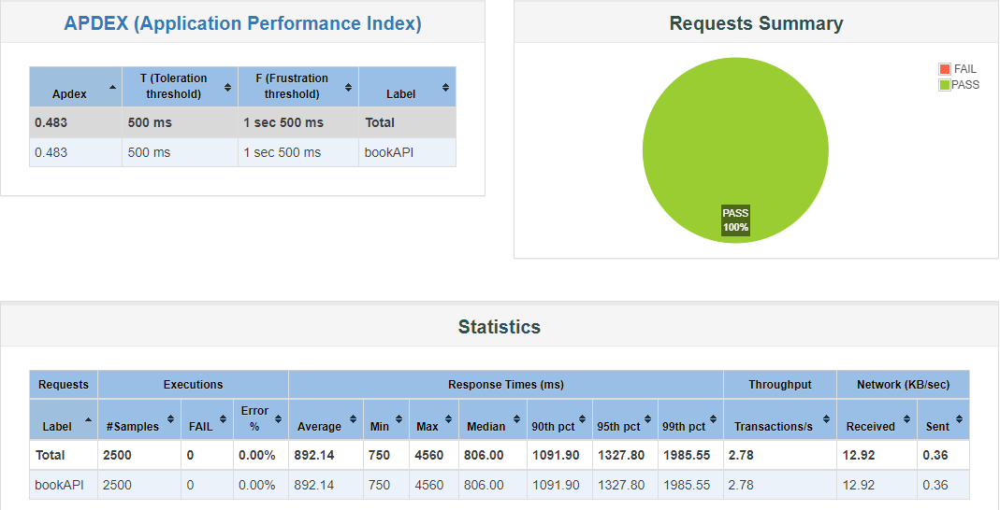 APDEX (Application Performance Index)
Apdex T (Toleration threshold) F (Frustration threshold) Label
0.483 500 ms 1 sec 500 ms Total
0.483 500 ms 1 sec 500 ms bookAPI
Requests Summary
FAIL
PASS
PASS
100%
Statistics
Requests Executions Response Times (ms) Throughput Network (KB/sec)
Label #Samples FAIL Error % Average Min Max Median 90th pct 95th pct 99th pct Transactions/s Received Sent
Total 2500 0 0.00% 892.14 750 4560 806.00 1091.90 1327.80 1985.55 2.78 12.92 0.36
bookAPI 2500 0 0.00% 892.14 750 4560 806.00 1091.90 1327.80 1985.55 2.78 12.92 0.36